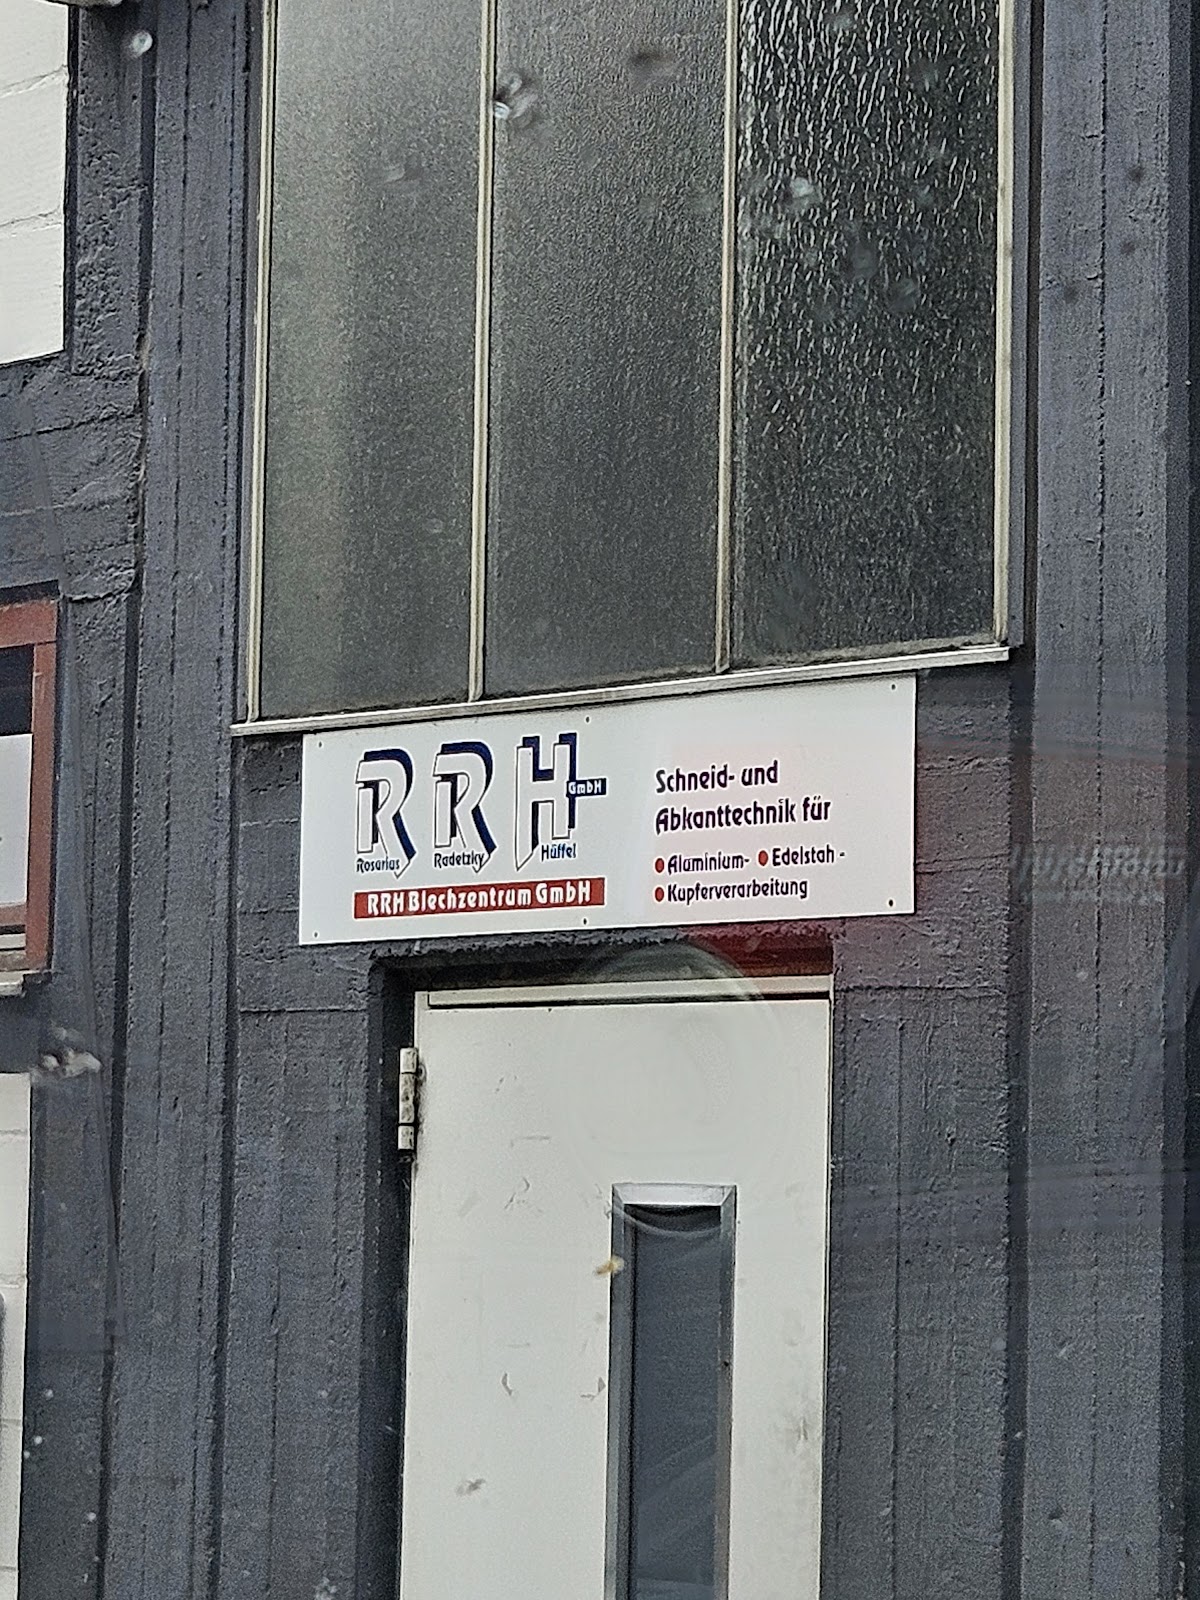 RRH GmbH
Rosarius Radetzky Hüffel
RRH Blechzentrum GmbH
Schneid- und
Abkanttechnik für
Aluminium- Edelstah -
Kupferverarbeitung